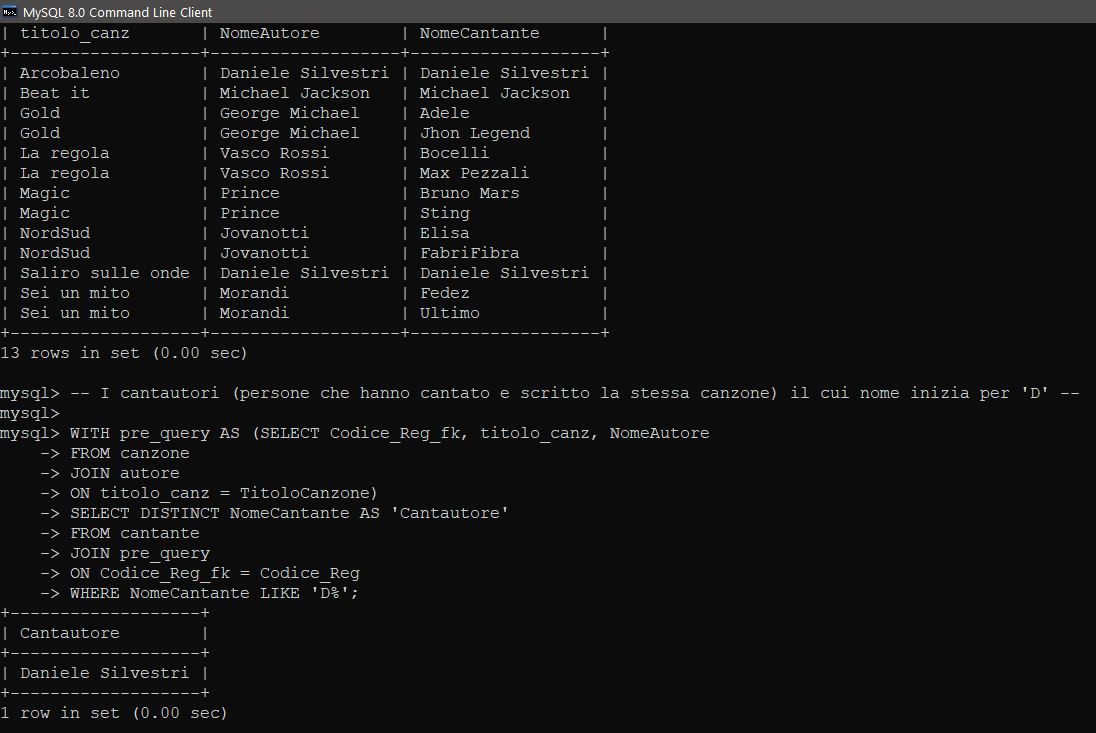 MySQL 8.0 Command Line Client
| titolo_canz       | NomeAutore        | NomeCantante      |
+-------------------+-------------------+-------------------+
| Arcobaleno        | Daniele Silvestri | Daniele Silvestri |
| Beat it           | Michael Jackson   | Michael Jackson   |
| Gold              | George Michael    | Adele             |
| Gold              | George Michael    | Jhon Legend       |
| La regola         | Vasco Rossi       | Bocelli           |
| La regola         | Vasco Rossi       | Max Pezzali       |
| Magic             | Prince            | Bruno Mars        |
| Magic             | Prince            | Sting             |
| NordSud           | Jovanotti         | Elisa             |
| NordSud           | Jovanotti         | FabriFibra        |
| Saliro sulle onde | Daniele Silvestri | Daniele Silvestri |
| Sei un mito       | Morandi           | Fedez             |
| Sei un mito       | Morandi           | Ultimo            |
+-------------------+-------------------+-------------------+
13 rows in set (0.00 sec)
mysql> -- I cantautori (persone che hanno cantato e scritto la stessa canzone) il cui nome inizia per 'D' --
mysql>
mysql> WITH pre_query AS (SELECT Codice_Reg_fk, titolo_canz, NomeAutore
    -> FROM canzone
    -> JOIN autore
    -> ON titolo_canz = TitoloCanzone)
    -> SELECT DISTINCT NomeCantante AS 'Cantautore'
    -> FROM cantante
    -> JOIN pre_query
    -> ON Codice_Reg_fk = Codice_Reg
    -> WHERE NomeCantante LIKE 'D%';
+-------------------+
| Cantautore        |
+-------------------+
| Daniele Silvestri |
+-------------------+
1 row in set (0.00 sec)